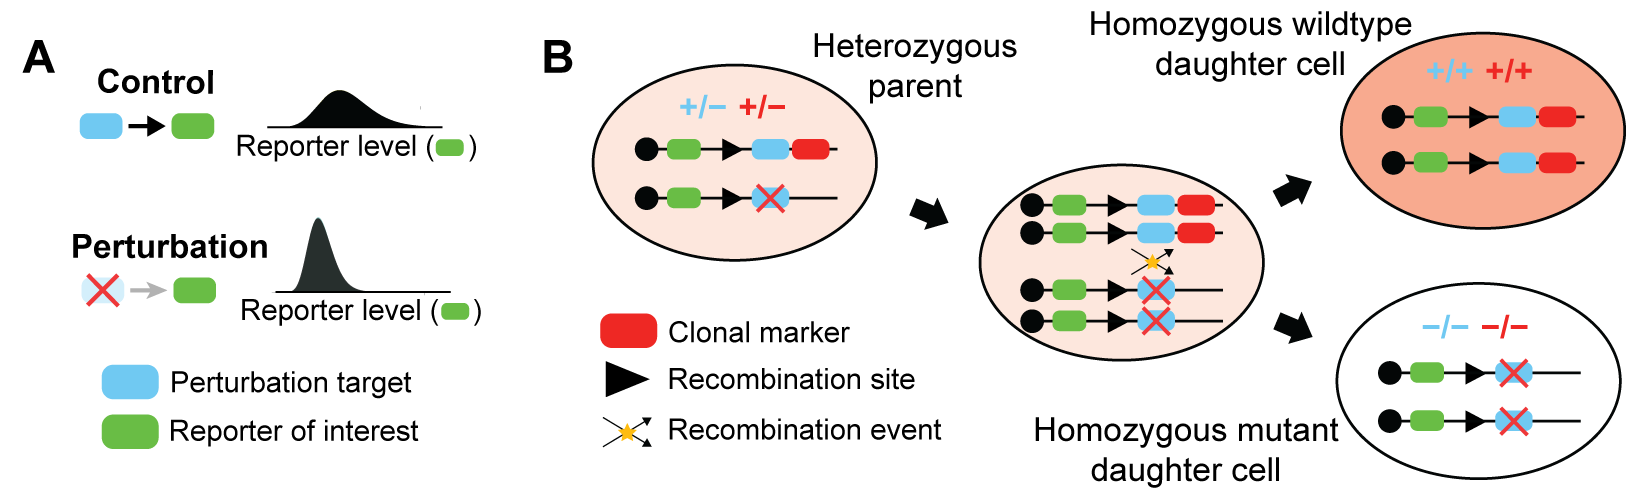 A
Control
Reporter level ( )
Perturbation
Reporter level ( )
Perturbation target
Reporter of interest
B
Heterozygous
parent
+/− +/−
Clonal marker
Recombination site
Recombination event
Homozygous wildtype
daughter cell
+/+ +/+
−/− −/−
Homozygous mutant
daughter cell